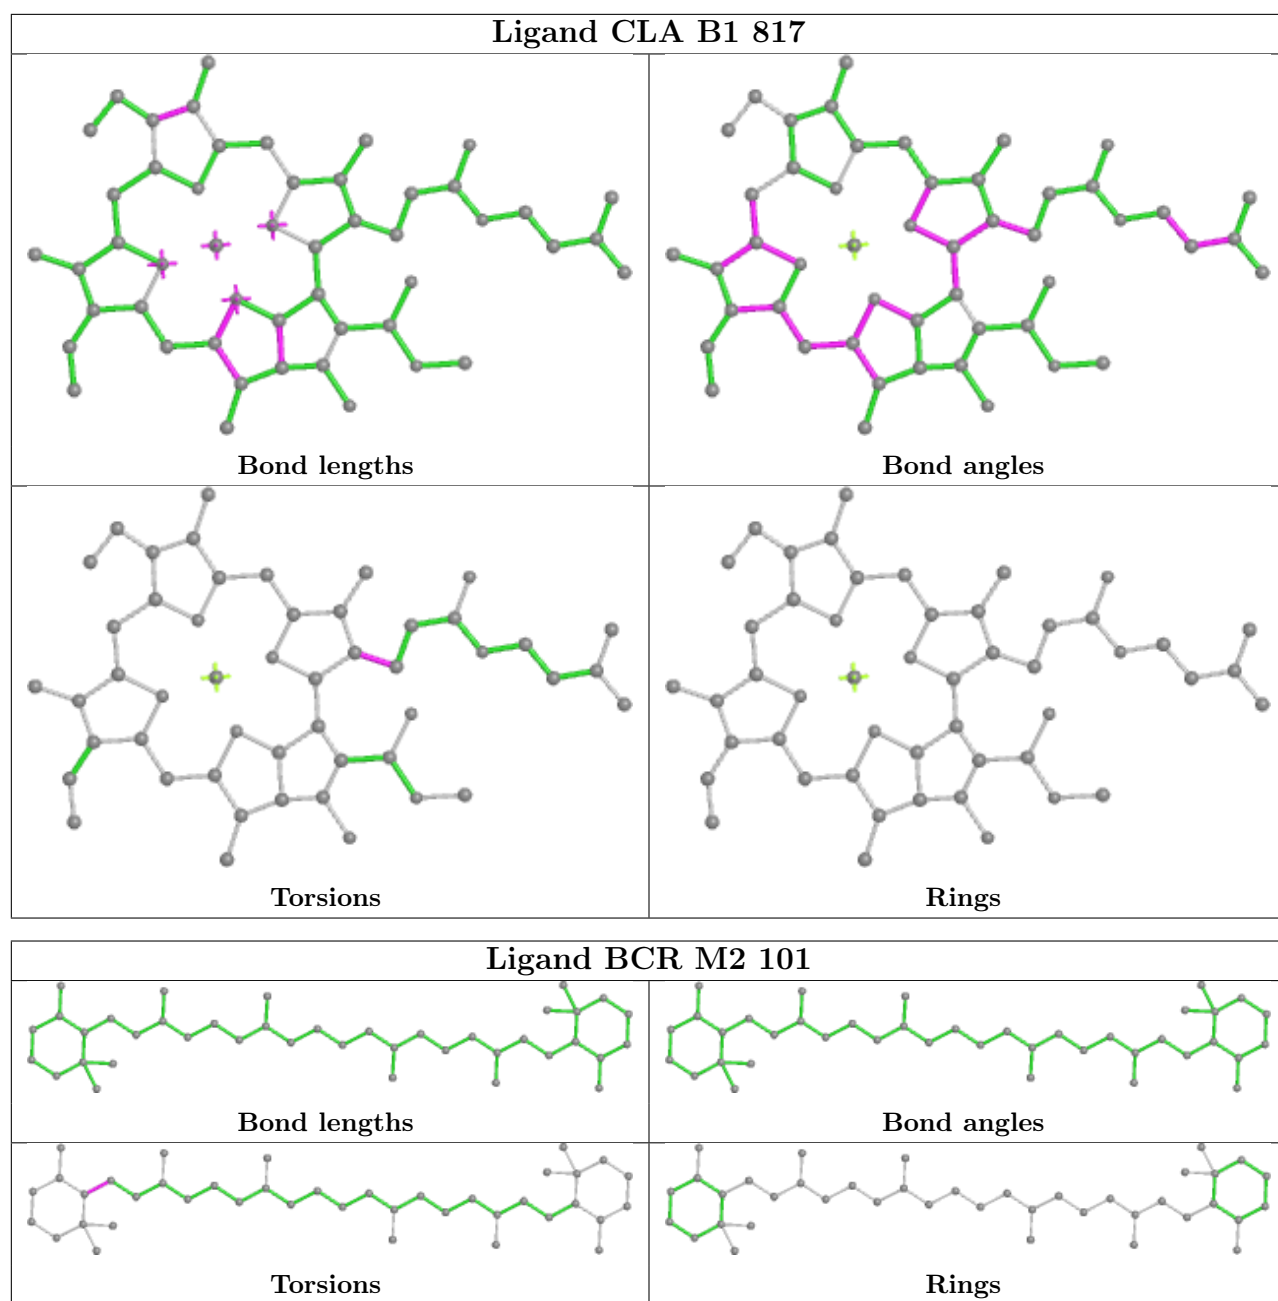 Ligand CLA B1 817
Bond lengths
Bond angles
Torsions
Rings
Ligand BCR M2 101
Bond lengths
Bond angles
Torsions
Rings